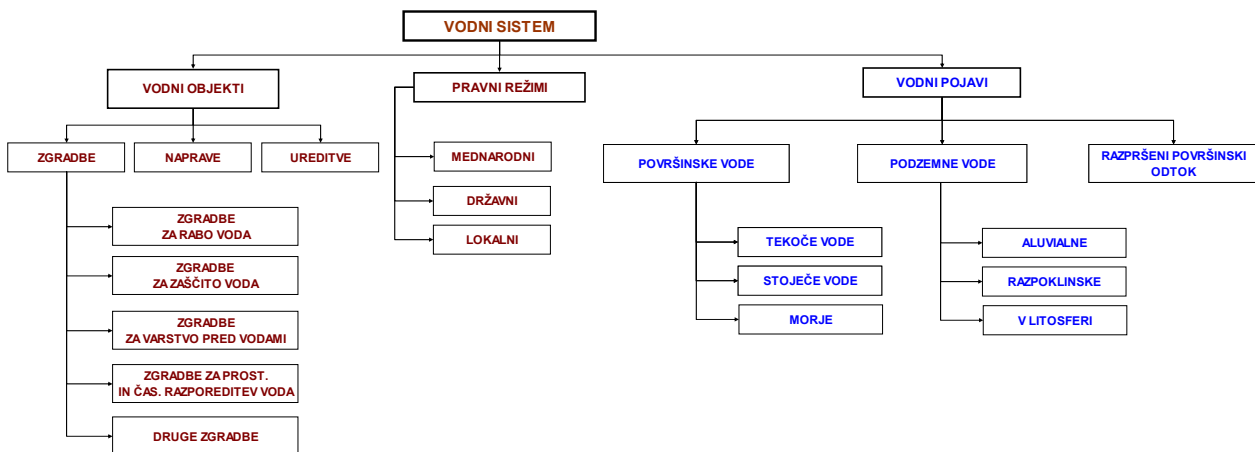 VODNI SISTEM
VODNI OBJEKTI
PRAVNI REŽIMI
VODNI POJAVI
ZGRADBE
NAPRAVE
UREDITVE
MEDNARODNI
DRŽAVNI
LOKALNI
POVRŠINSKE VODE
PODZEMNE VODE
RAZPRŠENI POVRŠINSKI
ODTOK
ZGRADBE
ZA RABO VODA
ZGRADBE
ZA ZAŠČITO VODA
ZGRADBE
ZA VARSTVO PRED VODAMI
ZGRADBE ZA PROST.
IN ČAS. RAZPOREDITEV VODA
DRUGE ZGRADBE
TEKOČE VODE
STOJEČE VODE
MORJE
ALUVIALNE
RAZPOKLINSKE
V LITOSFERI